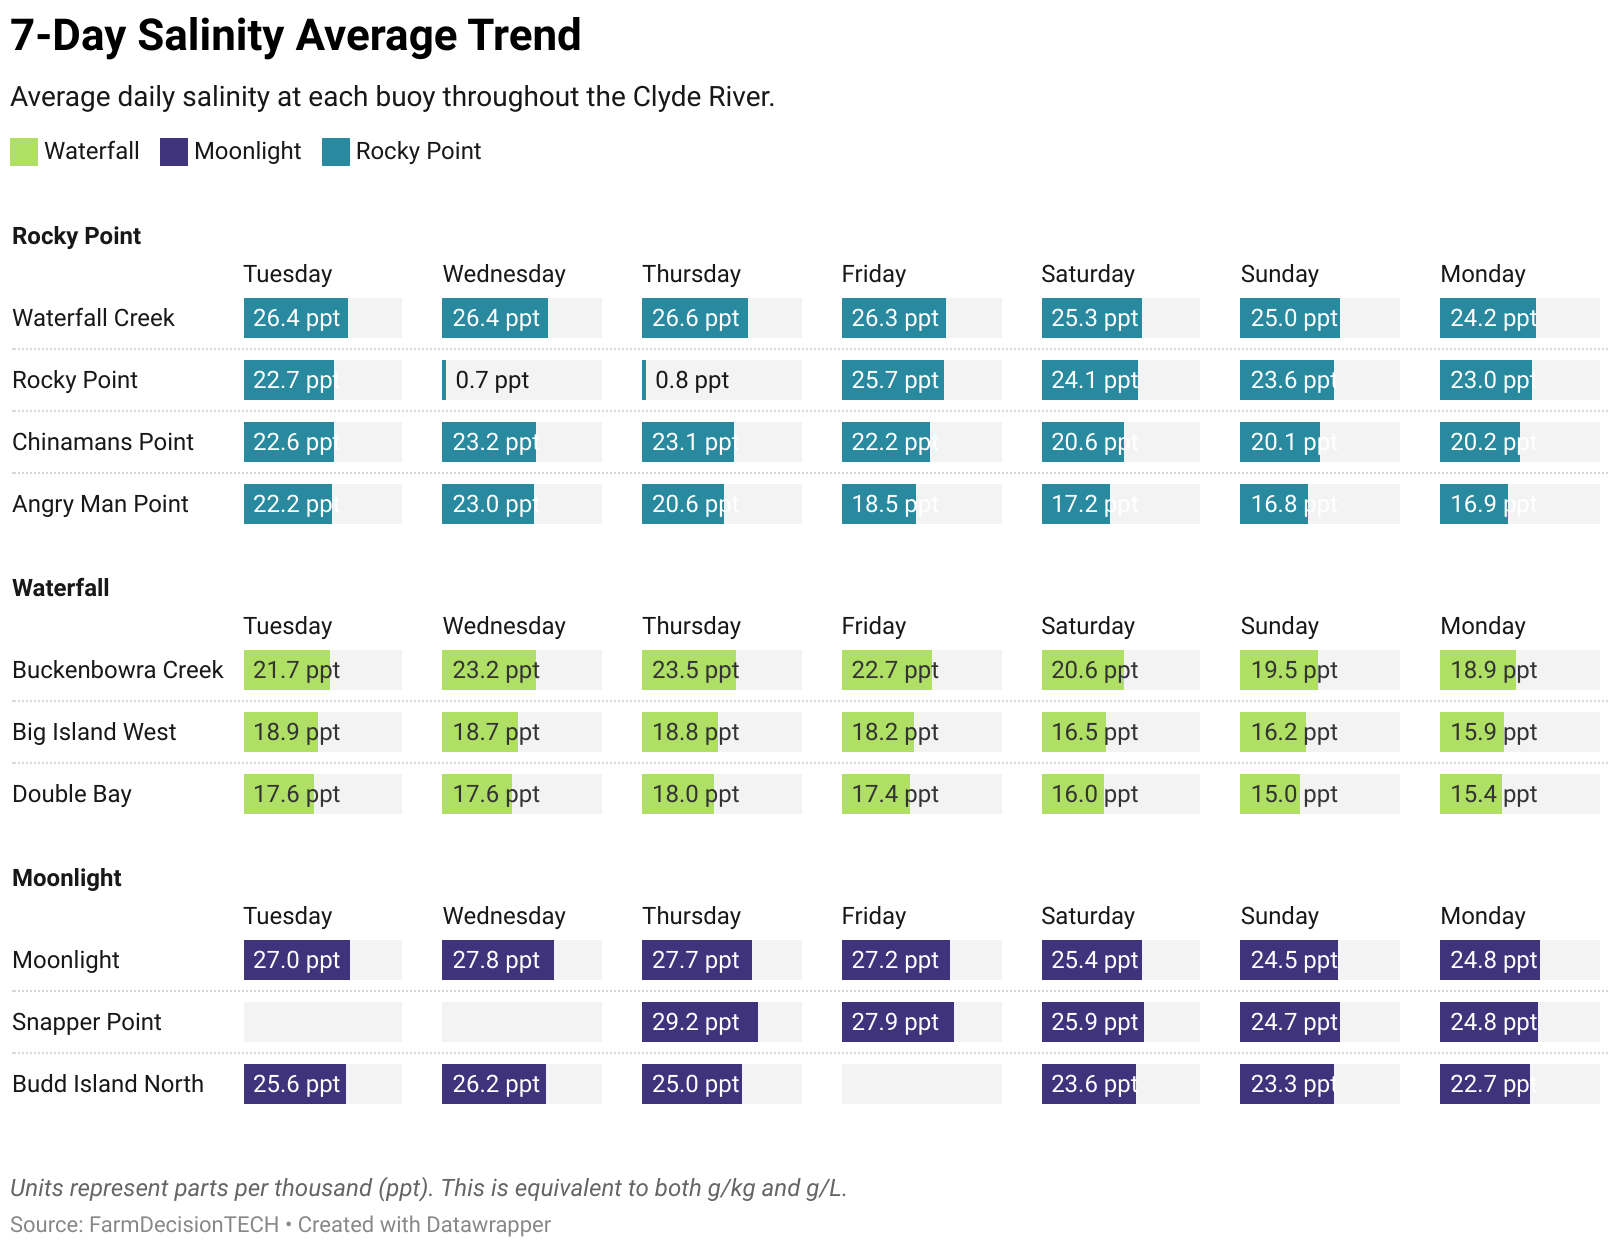 7-Day Salinity Average Trend
Average daily salinity at each buoy throughout the Clyde River.
Waterfall Moonlight Rocky Point
Rocky Point
Tuesday Wednesday Thursday Friday Saturday Sunday Monday
Waterfall Creek 26.4 ppt 26.4 ppt 26.6 ppt 26.3 ppt 25.3 ppt 25.0 ppt 24.2 ppt
Rocky Point 22.7 ppt 0.7 ppt 0.8 ppt 25.7 ppt 24.1 ppt 23.6 ppt 23.0 ppt
Chinamans Point 22.6 ppt 23.2 ppt 23.1 ppt 22.2 ppt 20.6 ppt 20.1 ppt 20.2 ppt
Angry Man Point 22.2 ppt 23.0 ppt 20.6 ppt 18.5 ppt 17.2 ppt 16.8 ppt 16.9 ppt
Waterfall
Tuesday Wednesday Thursday Friday Saturday Sunday Monday
Buckenbowra Creek 21.7 ppt 23.2 ppt 23.5 ppt 22.7 ppt 20.6 ppt 19.5 ppt 18.9 ppt
Big Island West 18.9 ppt 18.7 ppt 18.8 ppt 18.2 ppt 16.5 ppt 16.2 ppt 15.9 ppt
Double Bay 17.6 ppt 17.6 ppt 18.0 ppt 17.4 ppt 16.0 ppt 15.0 ppt 15.4 ppt
Moonlight
Tuesday Wednesday Thursday Friday Saturday Sunday Monday
Moonlight 27.0 ppt 27.8 ppt 27.7 ppt 27.2 ppt 25.4 ppt 24.5 ppt 24.8 ppt
Snapper Point 29.2 ppt 27.9 ppt 25.9 ppt 24.7 ppt 24.8 ppt
Budd Island North 25.6 ppt 26.2 ppt 25.0 ppt 23.6 ppt 23.3 ppt 22.7 ppt
Units represent parts per thousand (ppt). This is equivalent to both g/kg and g/L.
Source: FarmDecisionTECH • Created with Datawrapper